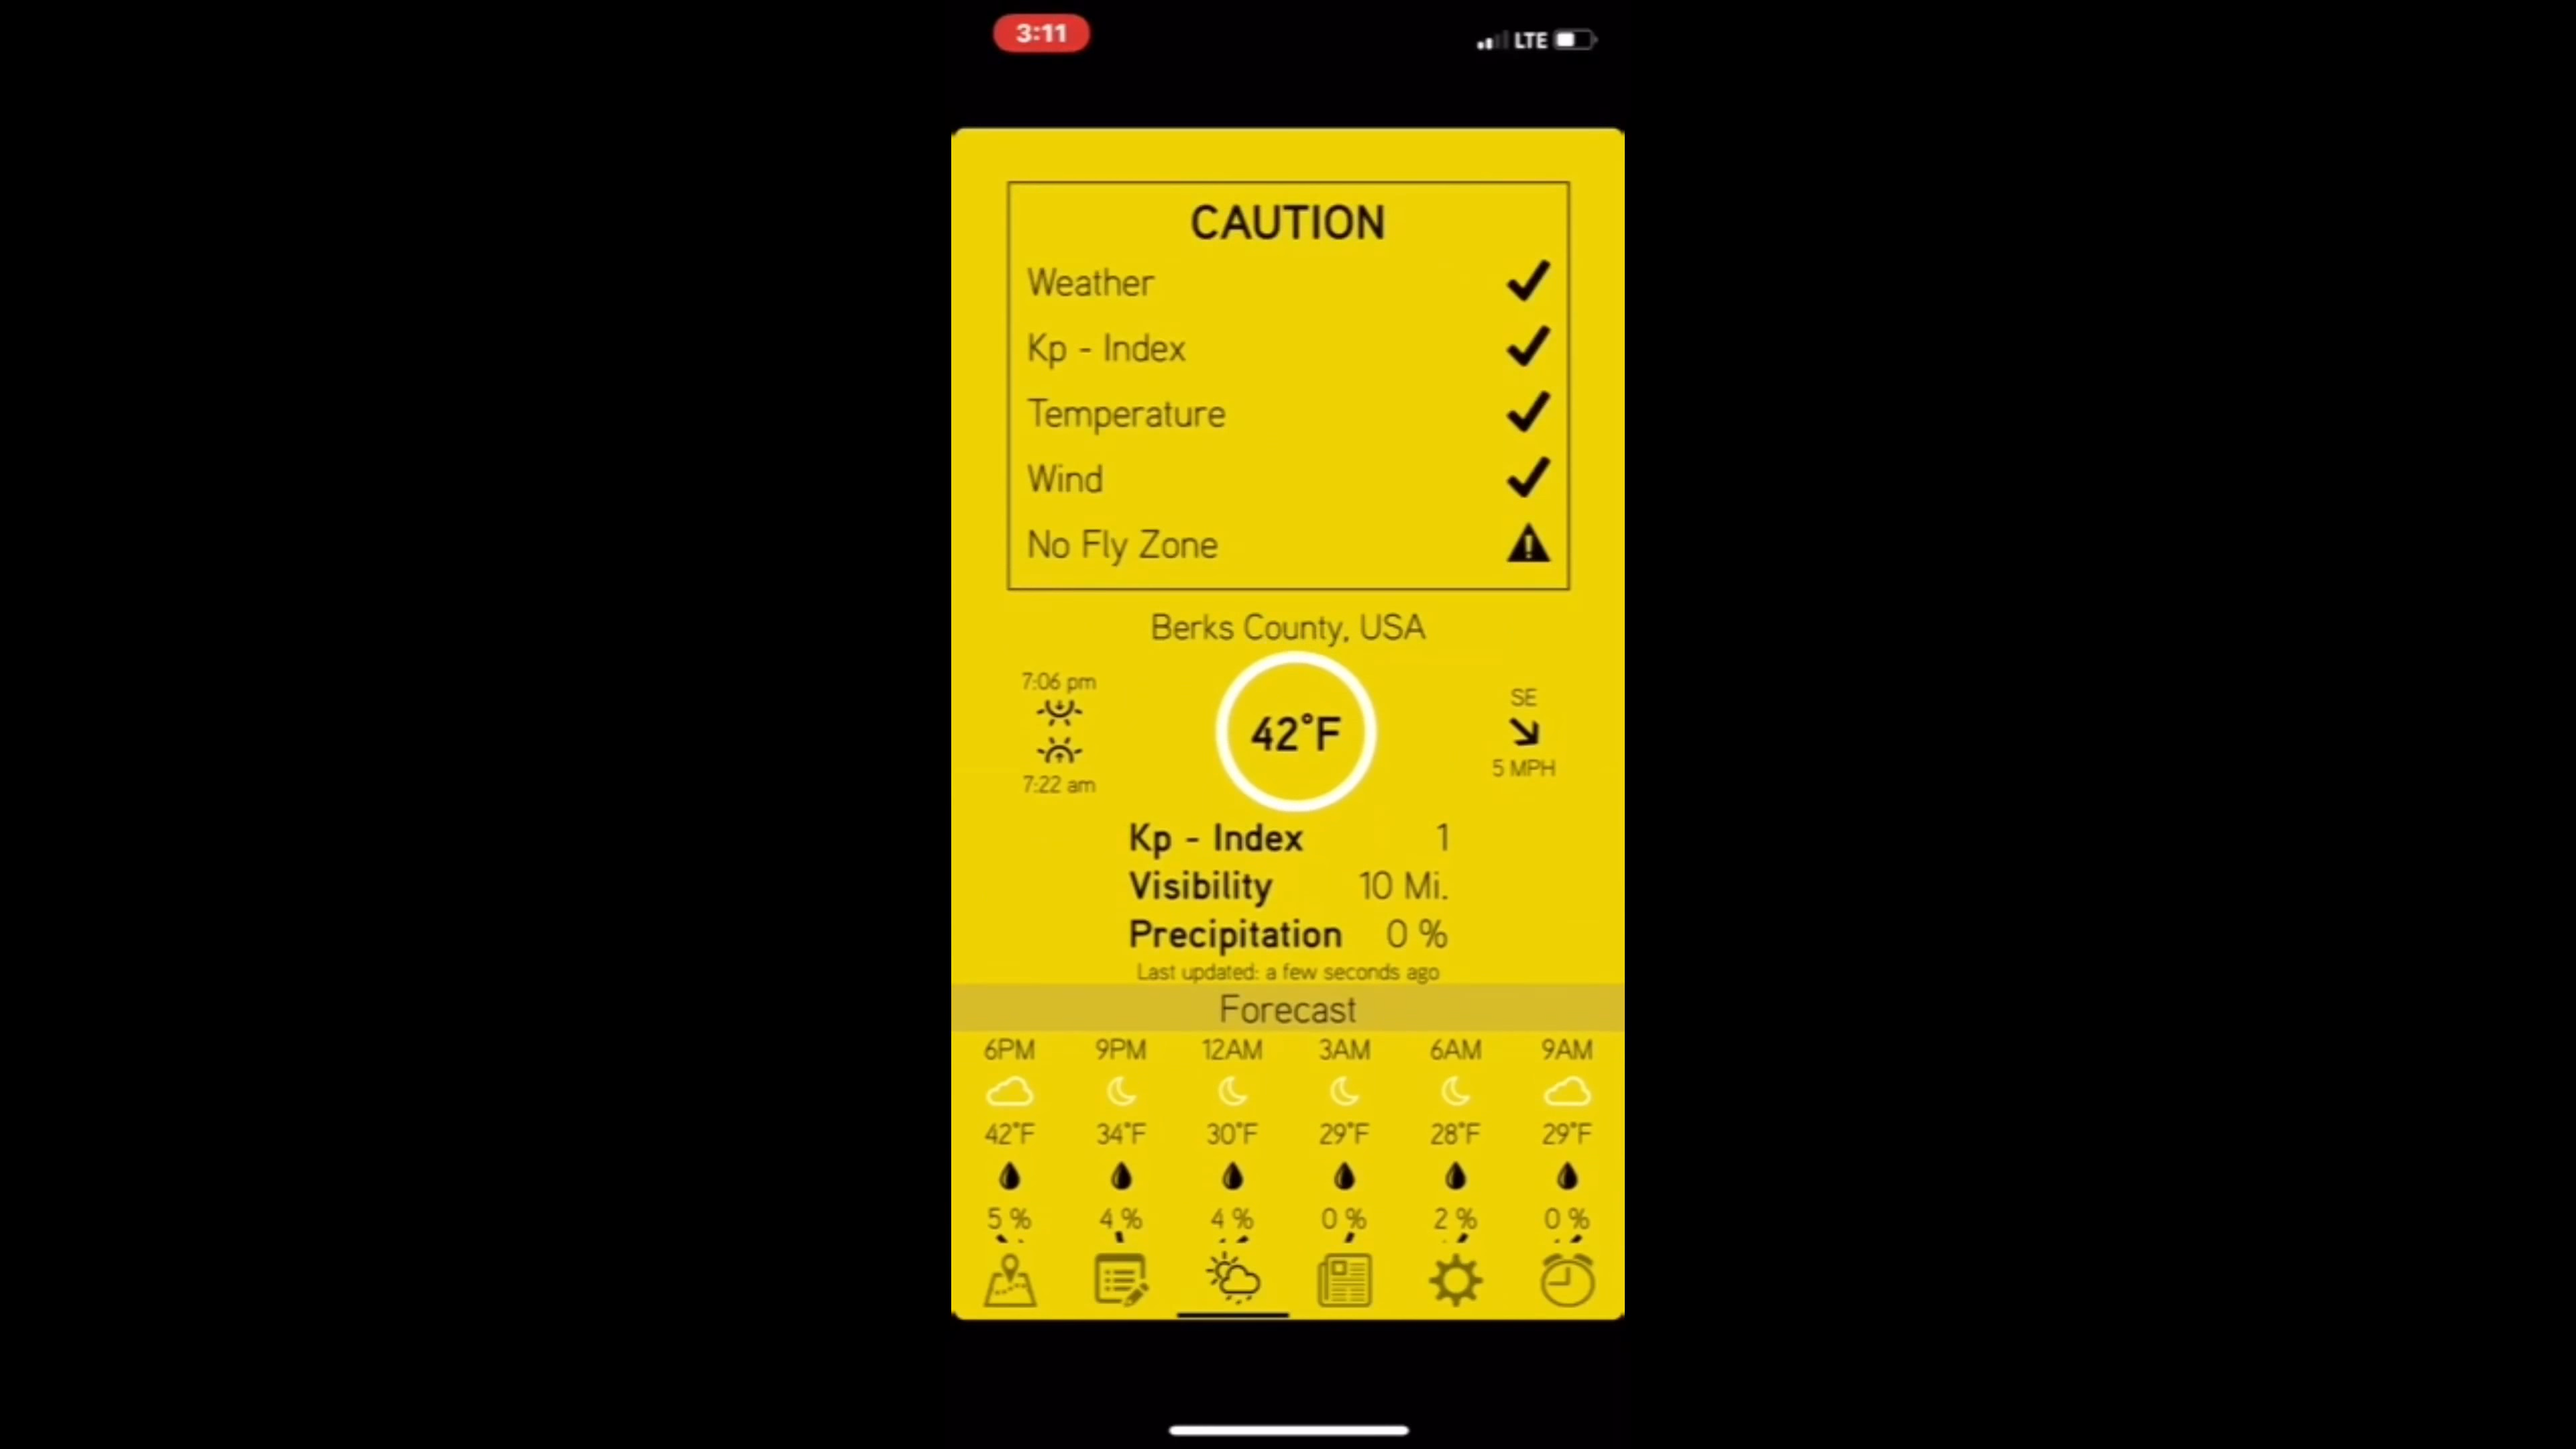 3:11
LTE
CAUTION
Weather
Kp - Index
Temperature
Wind
No Fly Zone
Berks County, USA
7:06 pm
7:22 am
42°F
SE
5 MPH
Kp - Index 1
Visibility 10 Mi.
Precipitation 0 %
Last updated: a few seconds ago
Forecast
6PM 9PM 12AM 3AM 6AM 9AM
42°F 34°F 30°F 29°F 28°F 29°F
5 % 4 % 4 % 0 % 2 % 0 %